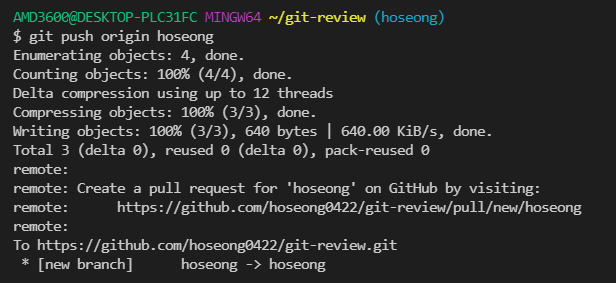 AMD3600@DESKTOP-PLC31FC MINGW64 ~/git-review (hoseong)
$ git push origin hoseong
Enumerating objects: 4, done.
Counting objects: 100% (4/4), done.
Delta compression using up to 12 threads
Compressing objects: 100% (3/3), done.
Writing objects: 100% (3/3), 640 bytes | 640.00 KiB/s, done.
Total 3 (delta 0), reused 0 (delta 0), pack-reused 0
remote:
remote: Create a pull request for 'hoseong' on GitHub by visiting:
remote:      https://github.com/hoseong0422/git-review/pull/new/hoseong
remote:
To https://github.com/hoseong0422/git-review.git
 * [new branch]      hoseong -> hoseong